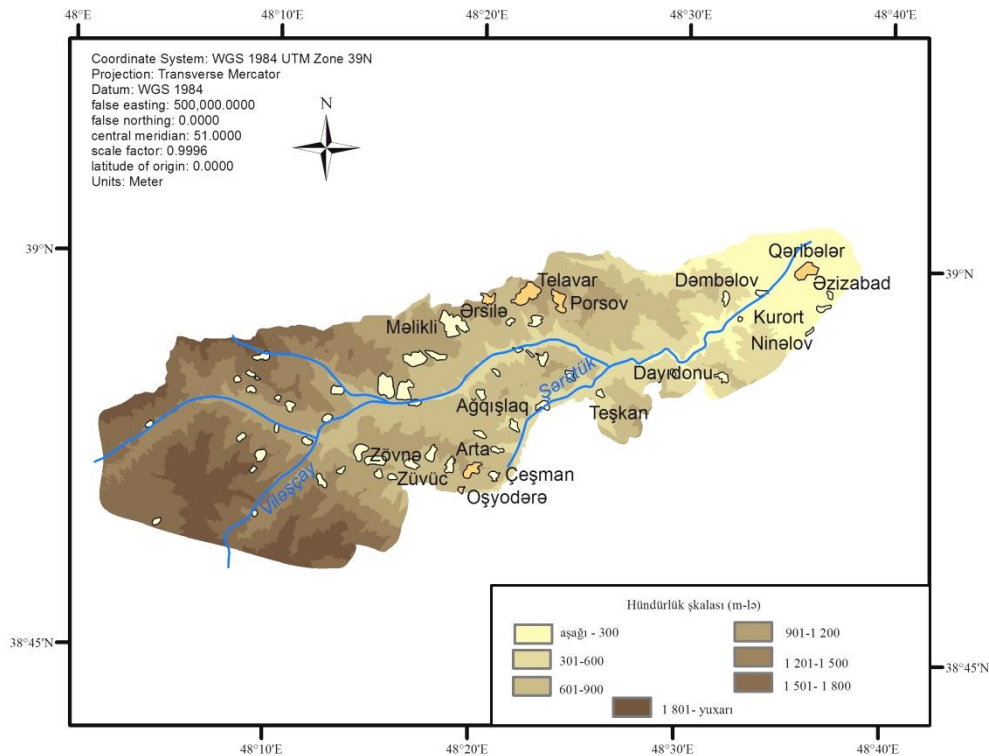 48°E
48°10'E
48°20'E
48°30'E
48°40'E
Coordinate System: WGS 1984 UTM Zone 39N
Projection: Transverse Mercator
Datum: WGS 1984
false easting: 500,000.0000
false northing: 0.0000
central meridian: 51.0000
scale factor: 0.9996
latitude of origin: 0.0000
Units: Meter
N
39°N
39°N
Qəribələr
Əzizabad
Telavar
Dəmbəlov
Ərsilə
Porsov
Məlikli
Kurort
Ninəlov
Sərətük
Dayıdonu
Ağqışlaq
Teşkan
Zövnə
Arta
Züvüc
Çeşman
Oşyodərə
Viləşçay
Hündürlük şkalası (m-lə)
aşağı - 300
301-600
601-900
901-1 200
1 201-1 500
1 501- 1 800
1 801- yuxarı
38°45'N
38°45'N
48°10'E
48°20'E
48°30'E
48°40'E